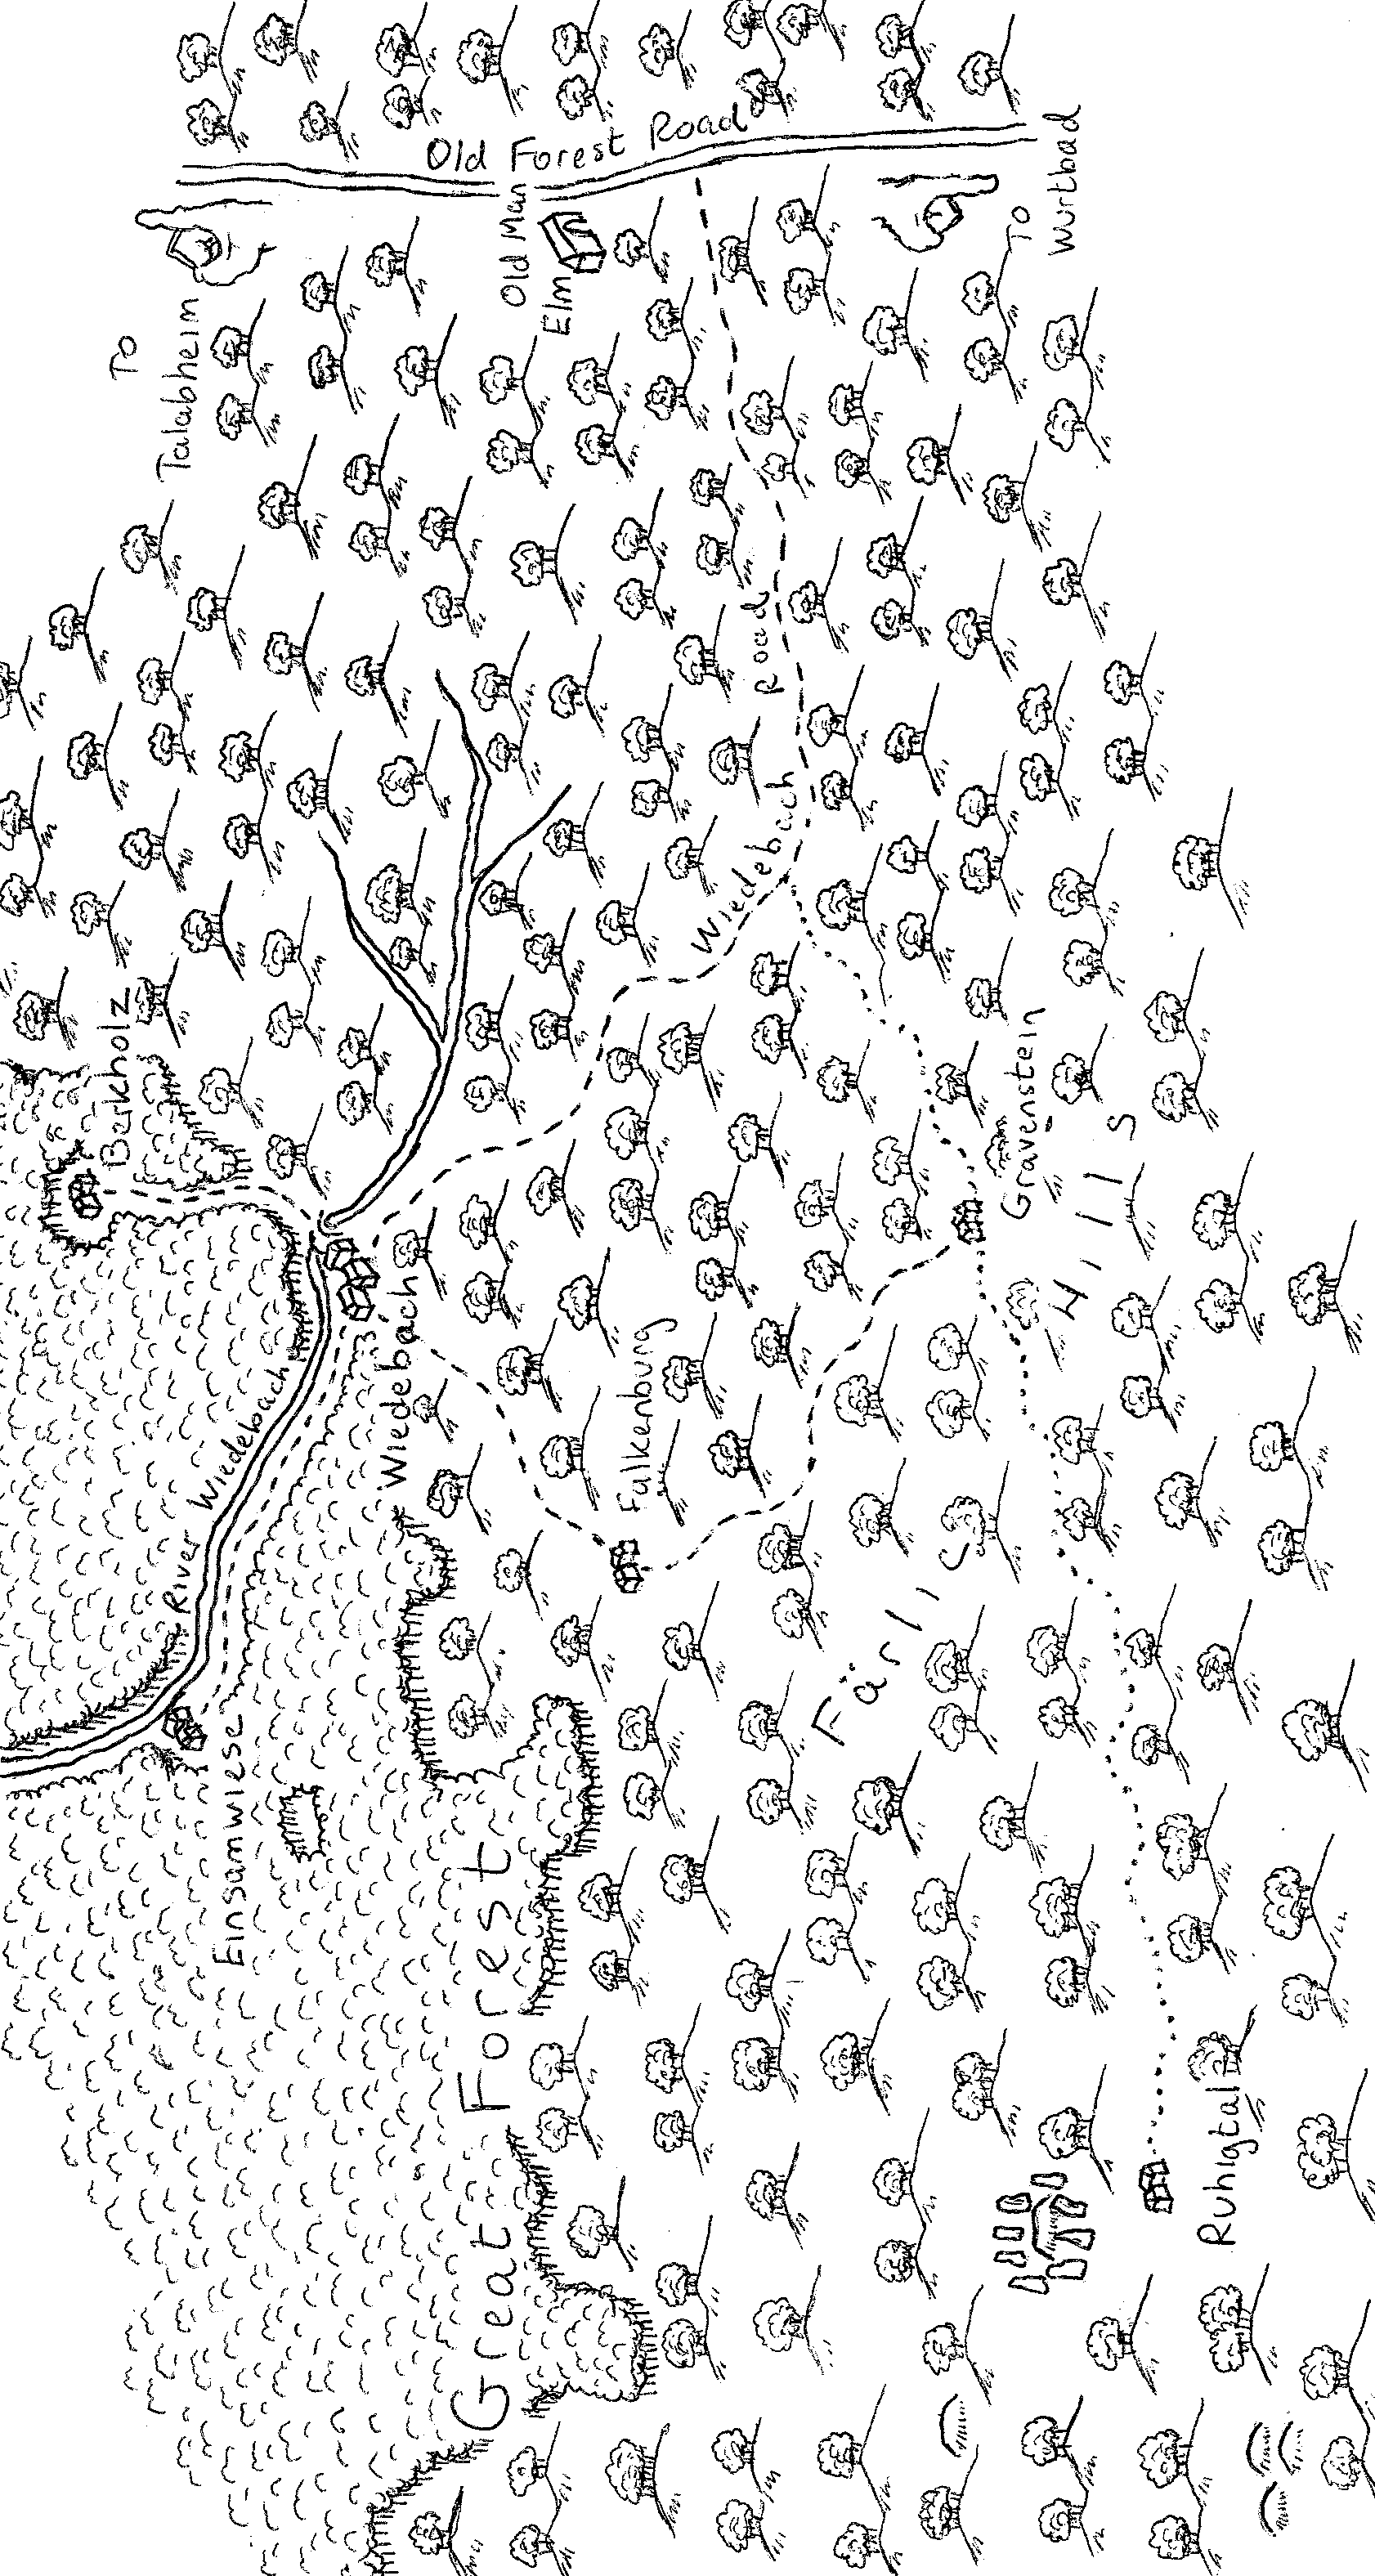 Great Forest
Einsamwiese
River Wiedebach
Wiedebach
Berkholz
Falkenburg
Färlic Hills
Ruhigtal
Gravenstein
Wiedebach Road
Old Man
Elm
Old Forest Road
To
Talabheim
To
Wurtbad